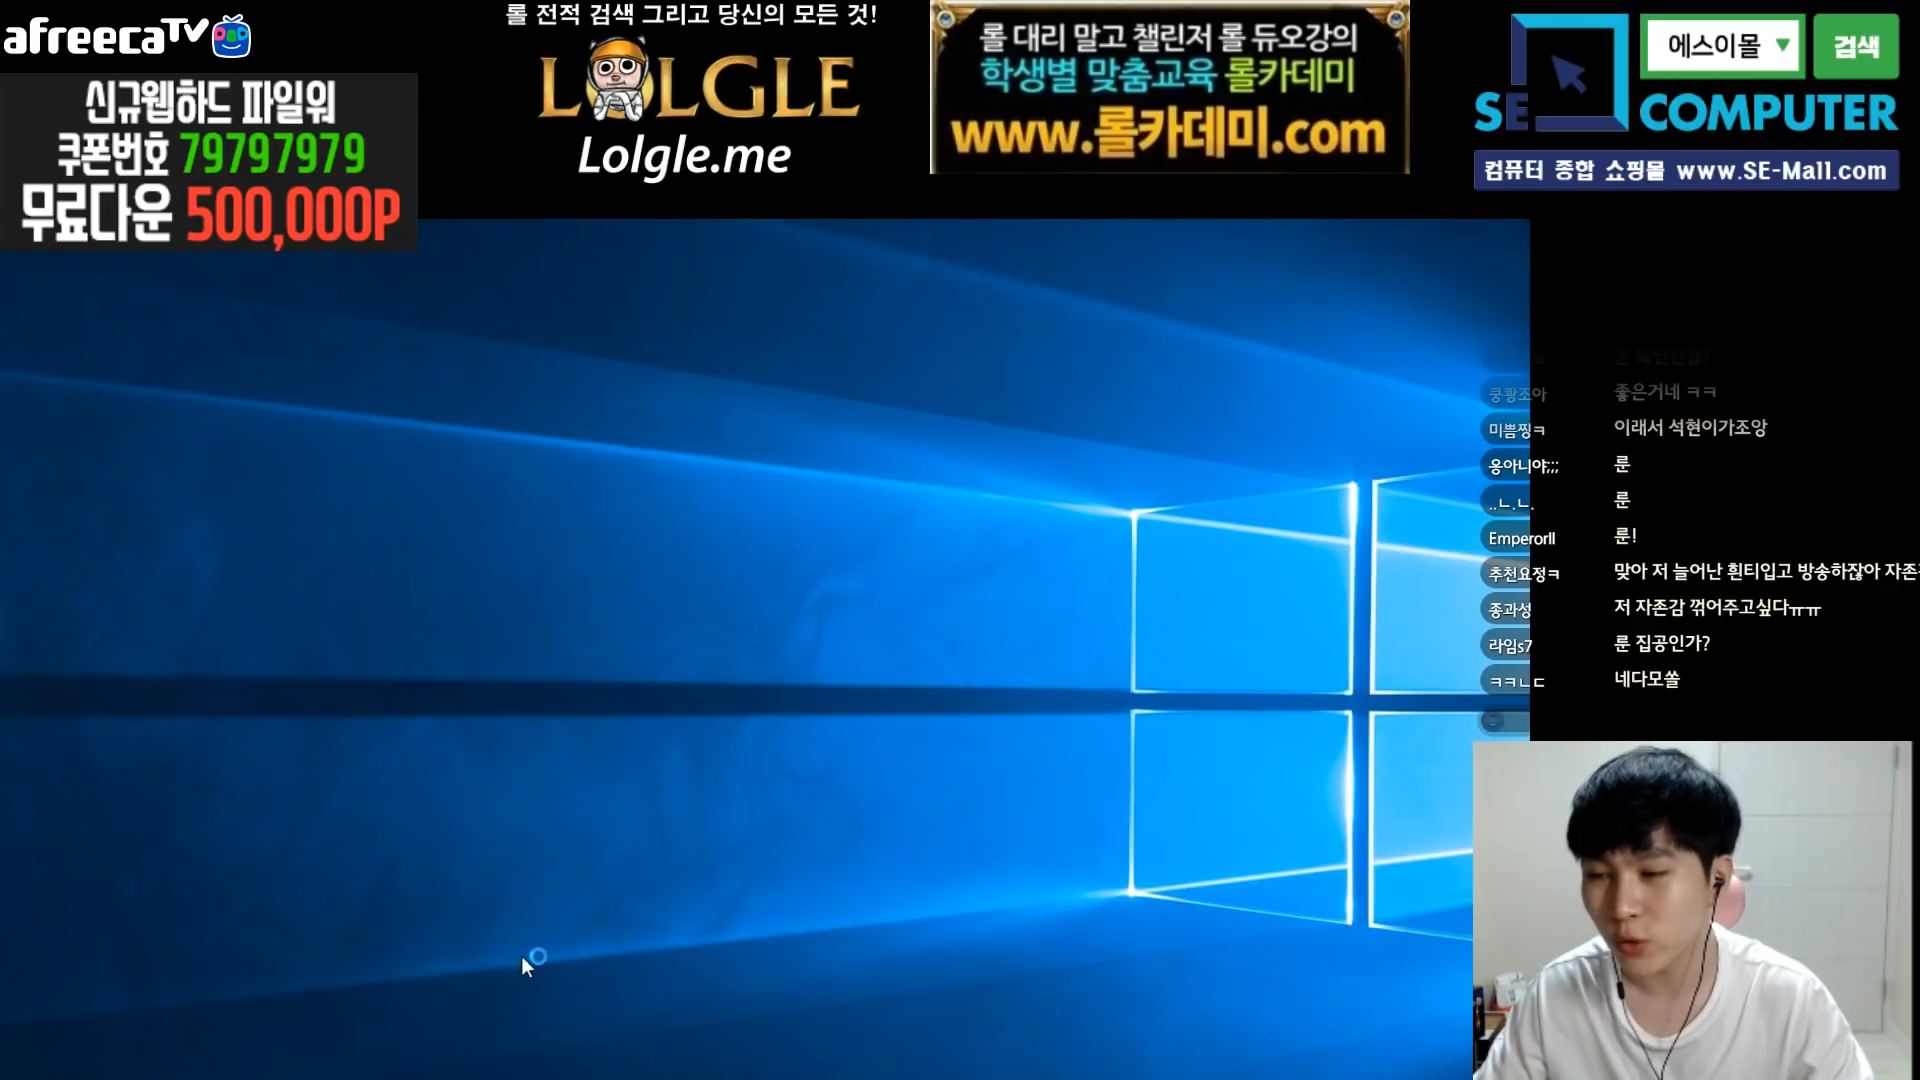 afreecaTV
신규웹하드 파일워
쿠폰번호 79797979
무료다운 500,000P
롤 전적 검색 그리고 당신의 모든 것!
LOLGLE
Lolgle.me
롤 대리 말고 챌린저 롤 듀오강의
학생별 맞춤교육 롤카데미
www.롤카데미.com
에스이몰
검색
SE COMPUTER
컴퓨터 종합 쇼핑몰 www.SE-Mall.com
쿵쾅조아 좋은거네 ㅋㅋ
미쁨찡ㅋ 이래서 석현이가조앙
응아니야;;; 룬
..ㄴ.ㄴ. 룬
Emperorll 룬!
추천요정ㅋ 맞아 저 늘어난 흰티입고 방송하잖아
종과성 저 자존감 꺾어주고싶다ㅠㅠ
라임s7 룬 집공인가?
ㅋㅋㄴㄷ 네다모쏠